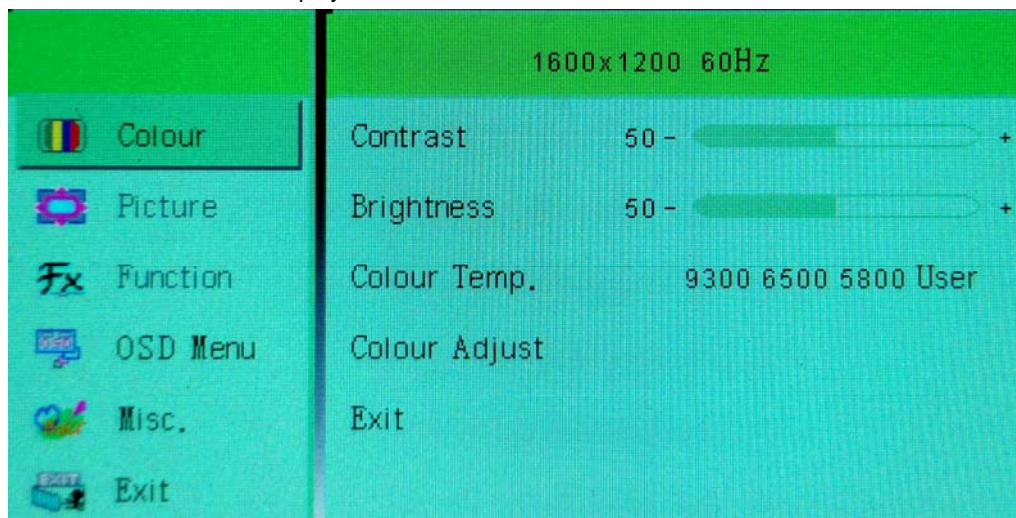 1600x1200 60Hz
Colour
Contrast 50 - +
Picture
Brightness 50 - +
Function
Colour Temp. 9300 6500 5800 User
OSD Menu
Colour Adjust
Misc.
Exit
Exit